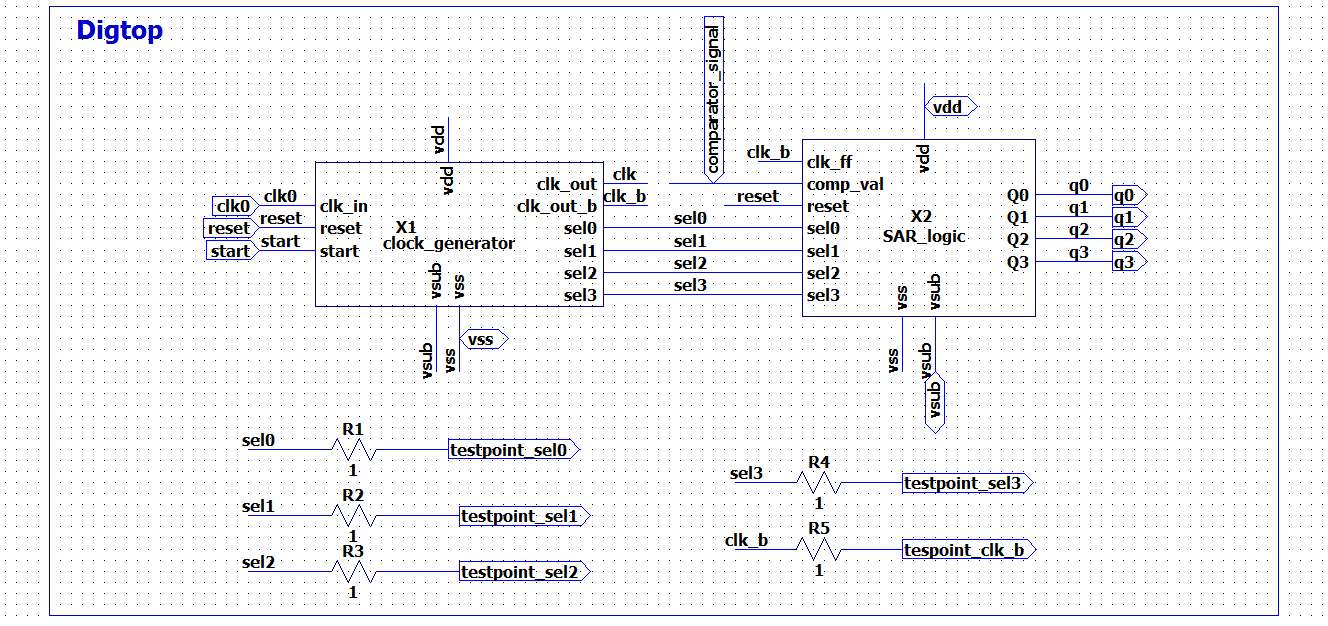 Digtop
comparator_signal
vdd
vdd
clk0
clk0
reset
reset
start
start
vdd
clk_in
reset
start
X1
clock_generator
vsub
vss
clk_out
clk_out_b
sel0
sel1
sel2
sel3
clk
clk_b
vsub
vss
vss
sel0
sel1
sel2
sel3
clk_b
reset
vdd
clk_ff
comp_val
reset
sel0
sel1
sel2
sel3
X2
SAR_logic
vss
vsub
Q0
Q1
Q2
Q3
q0
q0
q1
q1
q2
q2
q3
q3
vss
vsub
vsub
sel0
R1
1
testpoint_sel0
sel1
R2
1
testpoint_sel1
sel2
R3
1
testpoint_sel2
sel3
R4
1
testpoint_sel3
clk_b
R5
1
tespoint_clk_b